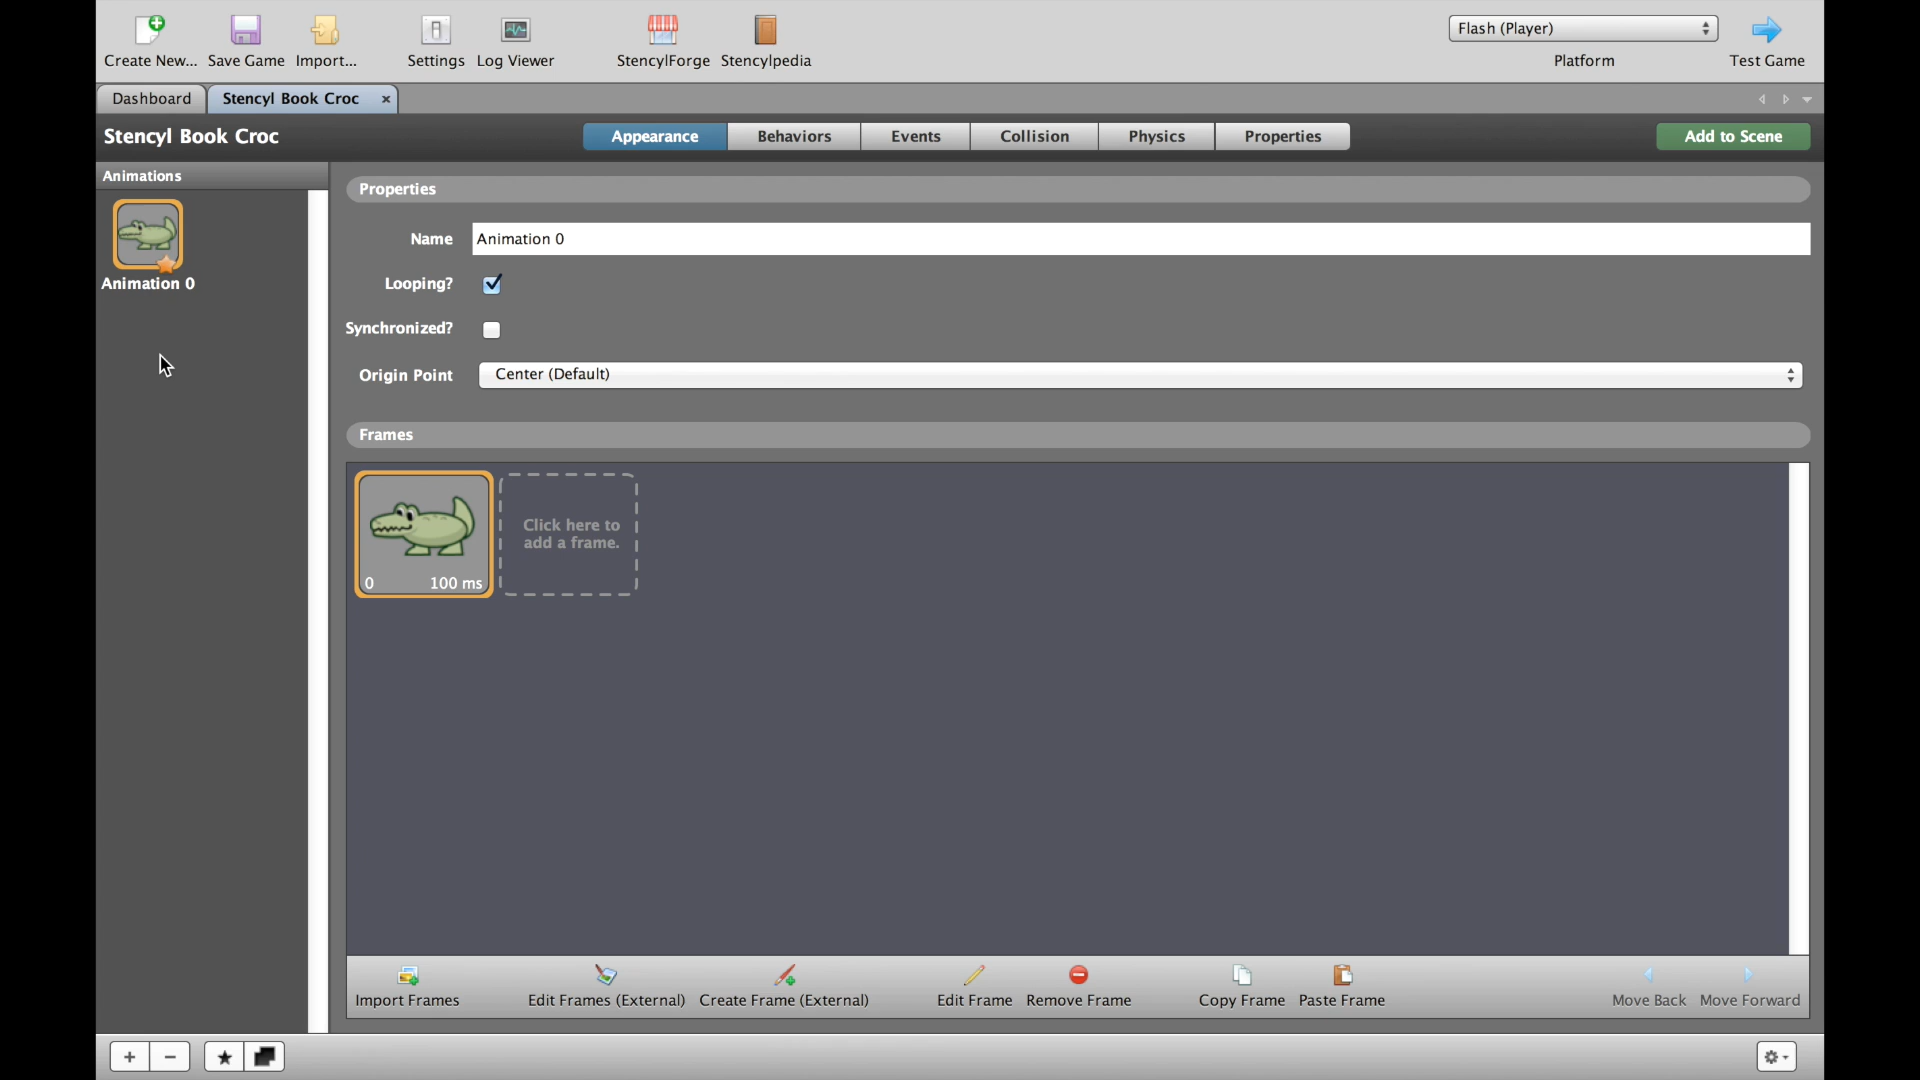 Create New... Save Game Import... Settings Log Viewer StencylForge Stencylpedia Flash (Player) Platform Test Game
Dashboard Stencyl Book Croc
Stencyl Book Croc Appearance Behaviors Events Collision Physics Properties Add to Scene
Animations
Animation 0
Properties
Name Animation 0
Looping?
Synchronized?
Origin Point Center (Default)
Frames
Click here to
add a frame.
0 100 ms
Import Frames Edit Frames (External) Create Frame (External) Edit Frame Remove Frame Copy Frame Paste Frame Move Back Move Forward